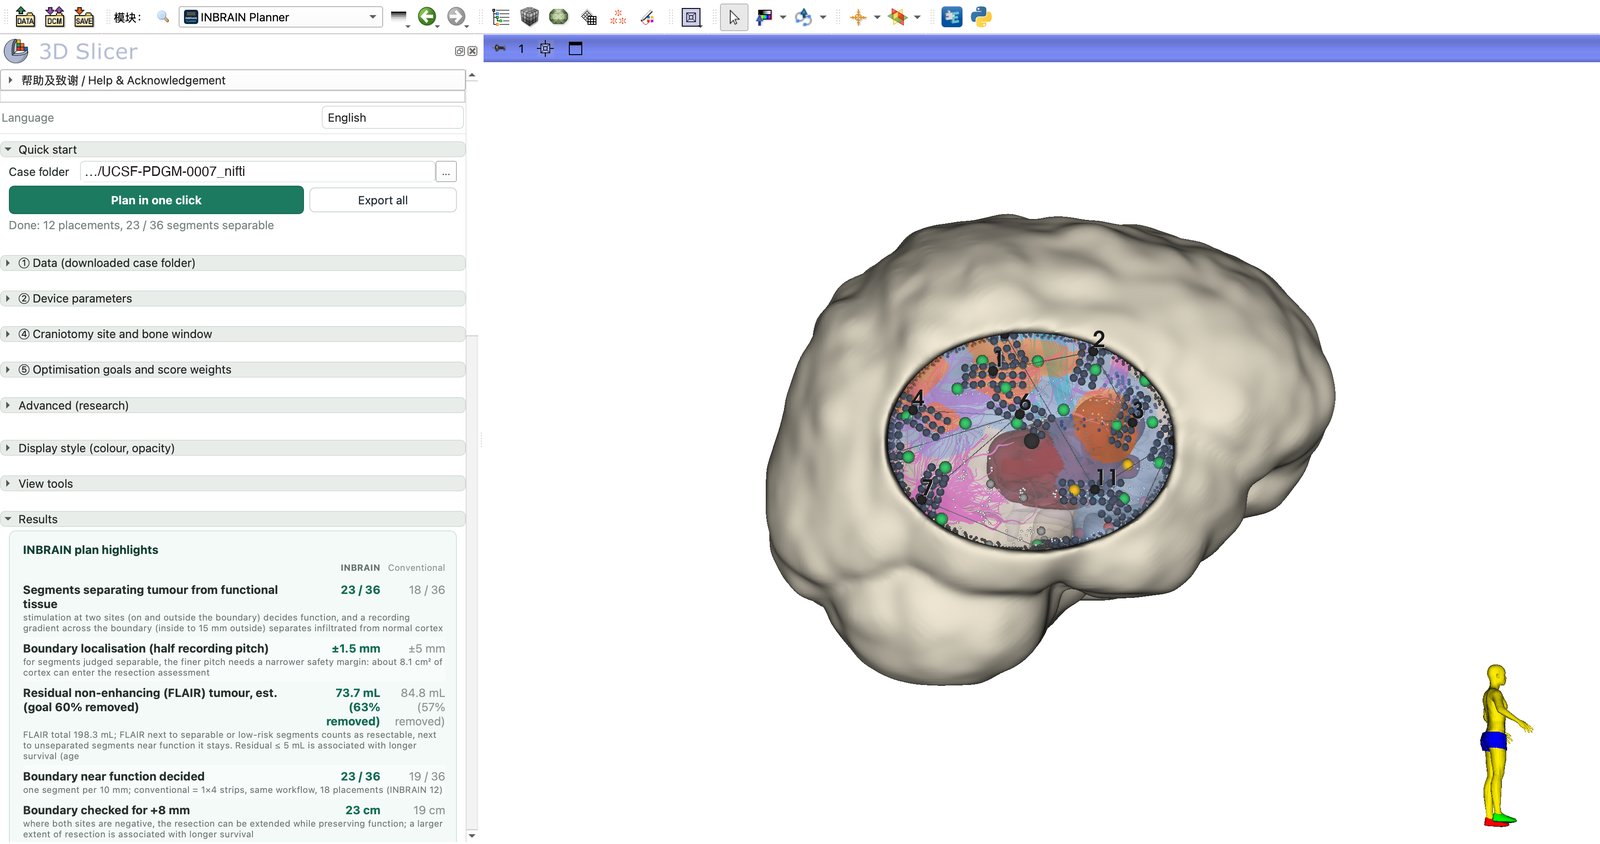 DATA
DCM
SAVE
模块:
INBRAIN Planner
3D Slicer
1
帮助及致谢 / Help & Acknowledgement
Language
English
Quick start
Case folder
.../UCSF-PDGM-0007_nifti
...
Plan in one click
Export all
Done: 12 placements, 23 / 36 segments separable
① Data (downloaded case folder)
② Device parameters
④ Craniotomy site and bone window
⑤ Optimisation goals and score weights
Advanced (research)
Display style (colour, opacity)
View tools
Results
INBRAIN plan highlights
INBRAIN Conventional
Segments separating tumour from functional 23 / 36 18 / 36
tissue
stimulation at two sites (on and outside the boundary) decides function, and a recording
gradient across the boundary (inside to 15 mm outside) separates infiltrated from normal cortex
Boundary localisation (half recording pitch) ±1.5 mm ±5 mm
for segments judged separable, the finer pitch needs a narrower safety margin: about 8.1 cm² of
cortex can enter the resection assessment
Residual non-enhancing (FLAIR) tumour, est. 73.7 mL 84.8 mL
(goal 60% removed) (63% (57%
removed) removed)
FLAIR total 198.3 mL; FLAIR next to separable or low-risk segments counts as resectable, next
to unseparated segments near function it stays. Residual ≤ 5 mL is associated with longer
survival (age
Boundary near function decided 23 / 36 19 / 36
one segment per 10 mm; conventional = 1×4 strips, same workflow, 18 placements (INBRAIN 12)
Boundary checked for +8 mm 23 cm 19 cm
where both sites are negative, the resection can be extended while preserving function; a larger
extent of resection is associated with longer survival
2
1
4
6
3
7
11